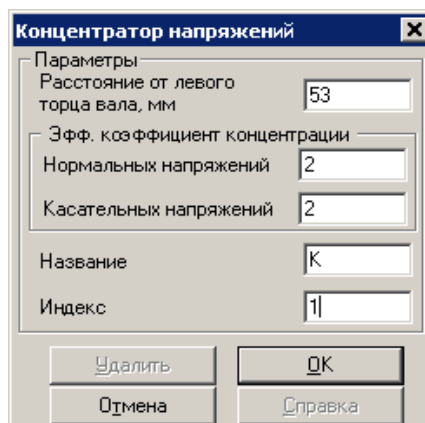 Концентратор напряжений
Параметры
Расстояние от левого
торца вала, мм
53
Эфф. коэффициент концентрации
Нормальных напряжений 2
Касательных напряжений 2
Название К
Индекс 1
Удалить OK
Отмена Справка